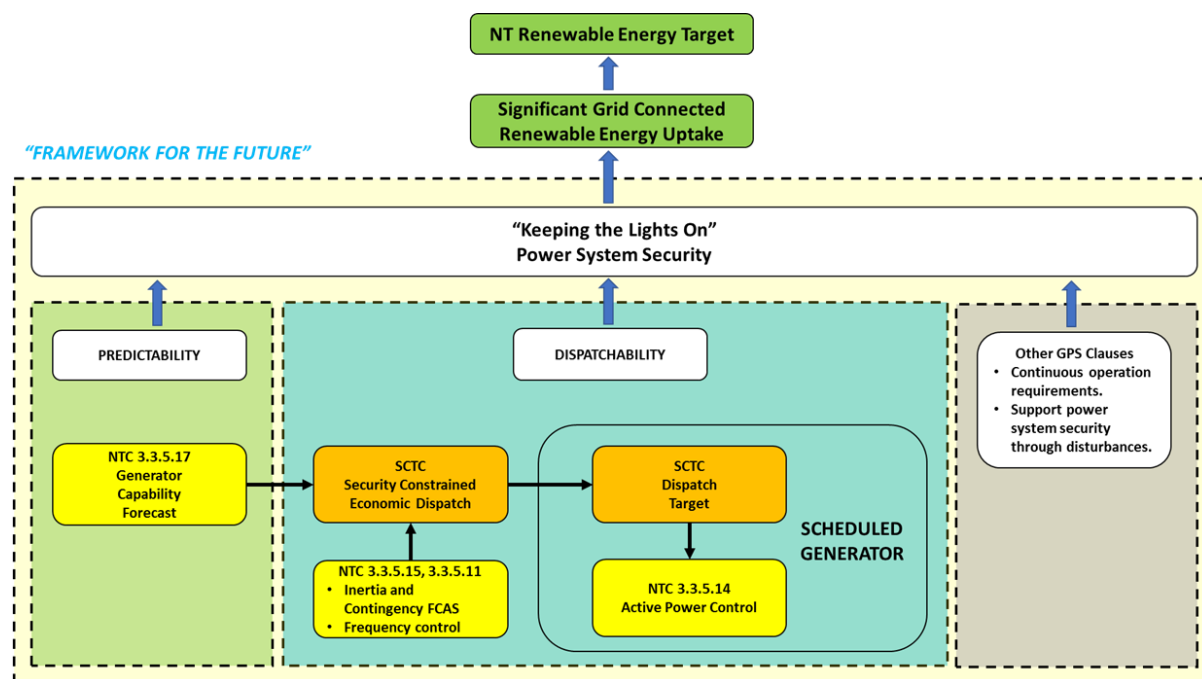 NT Renewable Energy Target
Significant Grid Connected
Renewable Energy Uptake
“FRAMEWORK FOR THE FUTURE”
“Keeping the Lights On”
Power System Security
PREDICTABILITY
DISPATCHABILITY
Other GPS Clauses
• Continuous operation
requirements.
• Support power
system security
through disturbances.
NTC 3.3.5.17
Generator
Capability
Forecast
SCTC
Security Constrained
Economic Dispatch
SCTC
Dispatch
Target
SCHEDULED
GENERATOR
NTC 3.3.5.15, 3.3.5.11
• Inertia and
Contingency FCAS
• Frequency control
NTC 3.3.5.14
Active Power Control